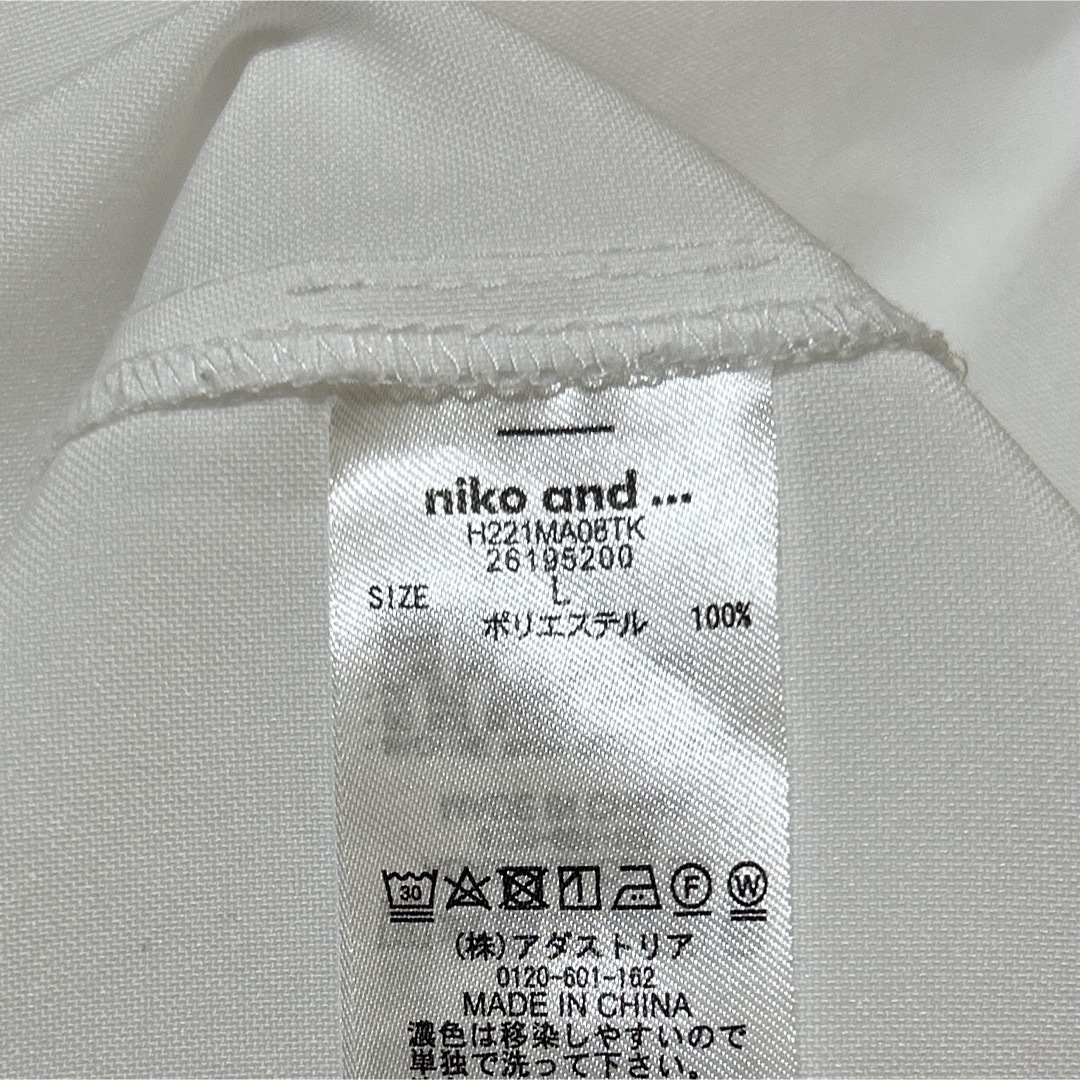 niko and ...
H221MA08TK
26195200
SIZE L
ポリエステル 100%
30 F W
(株)アダストリア
0120-601-162
MADE IN CHINA
濃色は移染しやすいので
単独で洗って下さい。